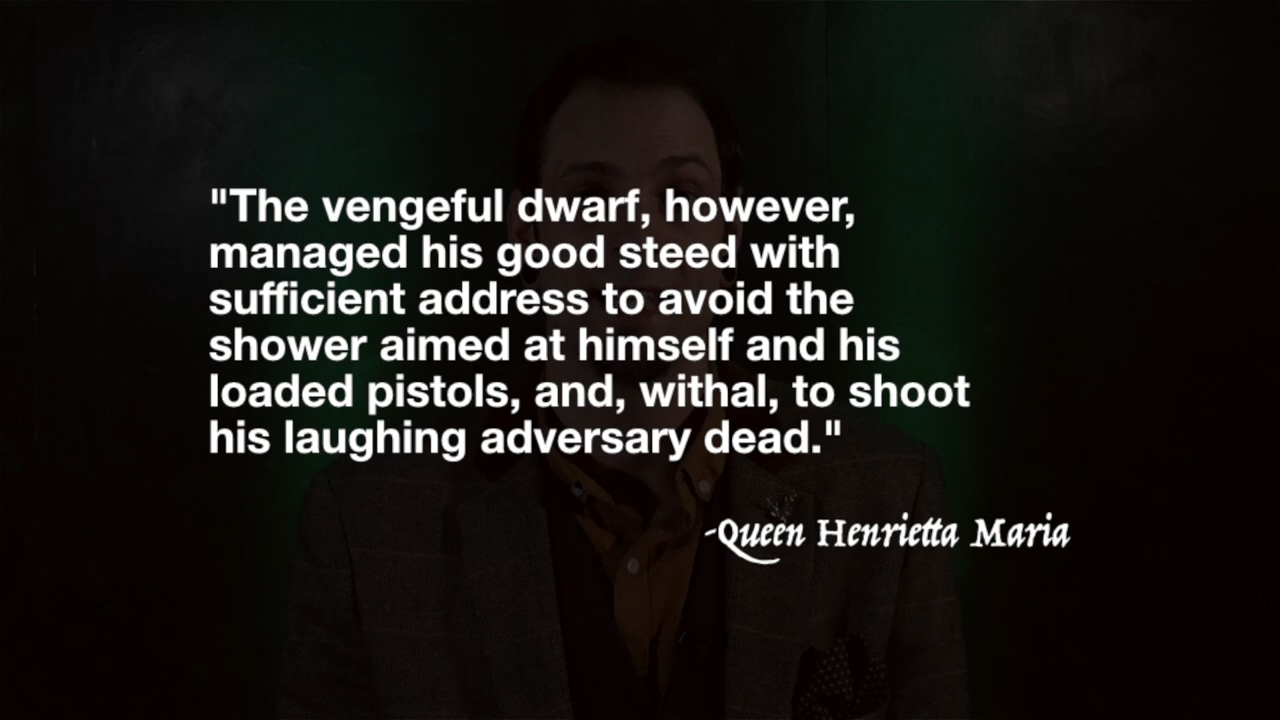 "The vengeful dwarf, however,
managed his good steed with
sufficient address to avoid the
shower aimed at himself and his
loaded pistols, and, withal, to shoot
his laughing adversary dead."
-Queen Henrietta Maria